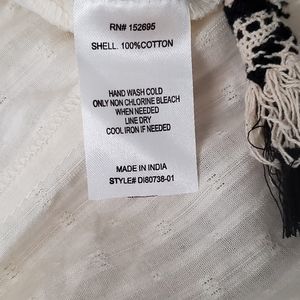 RN# 152695
SHELL. 100%COTTON
HAND WASH COLD
ONLY NON CHLORINE BLEACH
WHEN NEEDED
LINE DRY
COOL IRON IF NEEDED
MADE IN INDIA
STYLE# DI80738-01